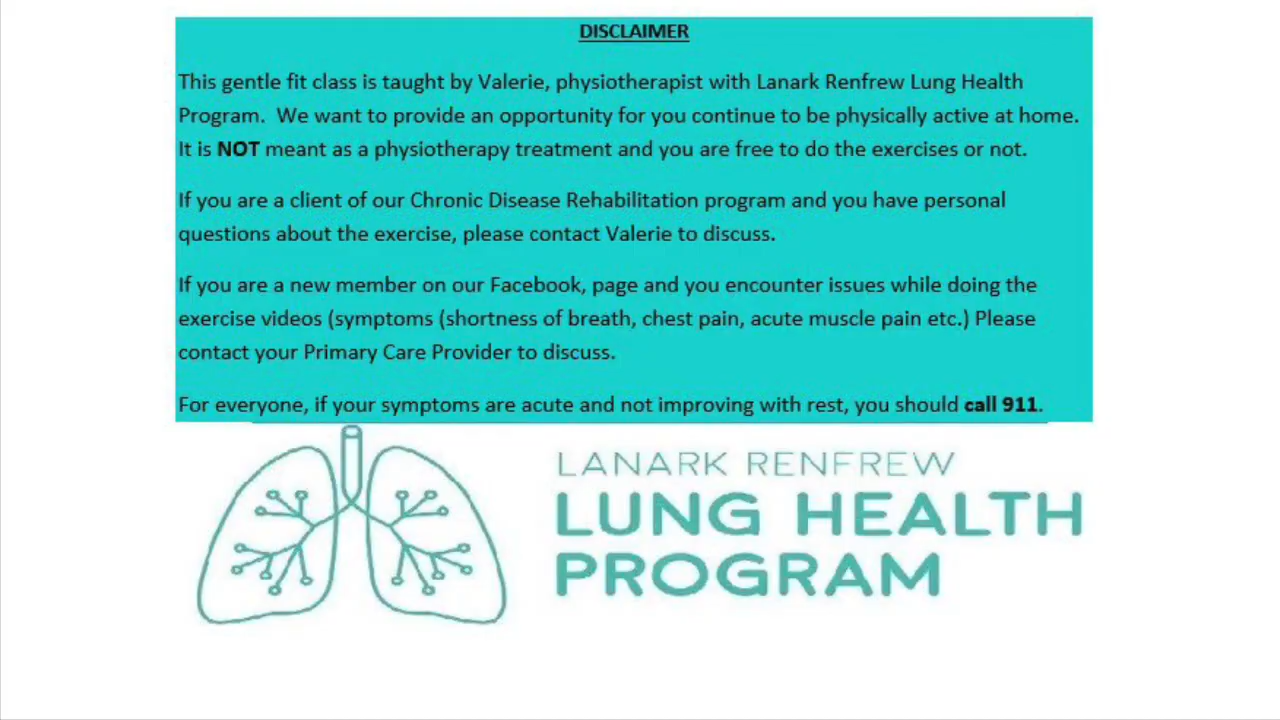 DISCLAIMER
This gentle fit class is taught by Valerie, physiotherapist with Lanark Renfrew Lung Health
Program.  We want to provide an opportunity for you continue to be physically active at home.
It is NOT meant as a physiotherapy treatment and you are free to do the exercises or not.
If you are a client of our Chronic Disease Rehabilitation program and you have personal
questions about the exercise, please contact Valerie to discuss.
If you are a new member on our Facebook, page and you encounter issues while doing the
exercise videos (symptoms (shortness of breath, chest pain, acute muscle pain etc.) Please
contact your Primary Care Provider to discuss.
For everyone, if your symptoms are acute and not improving with rest, you should call 911.
LANARK RENFREW
LUNG HEALTH
PROGRAM